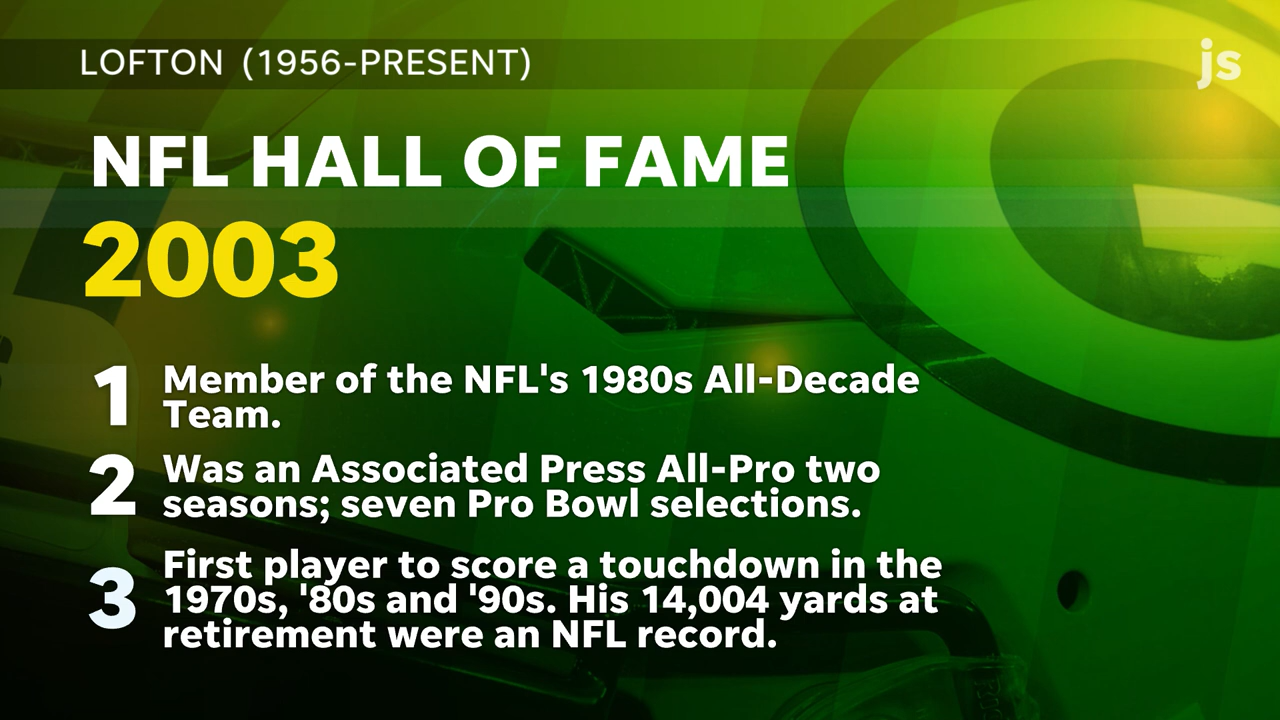 LOFTON (1956-PRESENT)
js
NFL HALL OF FAME
2003
1 Member of the NFL's 1980s All-Decade
Team.
2 Was an Associated Press All-Pro two
seasons; seven Pro Bowl selections.
3 First player to score a touchdown in the
1970s, '80s and '90s. His 14,004 yards at
retirement were an NFL record.